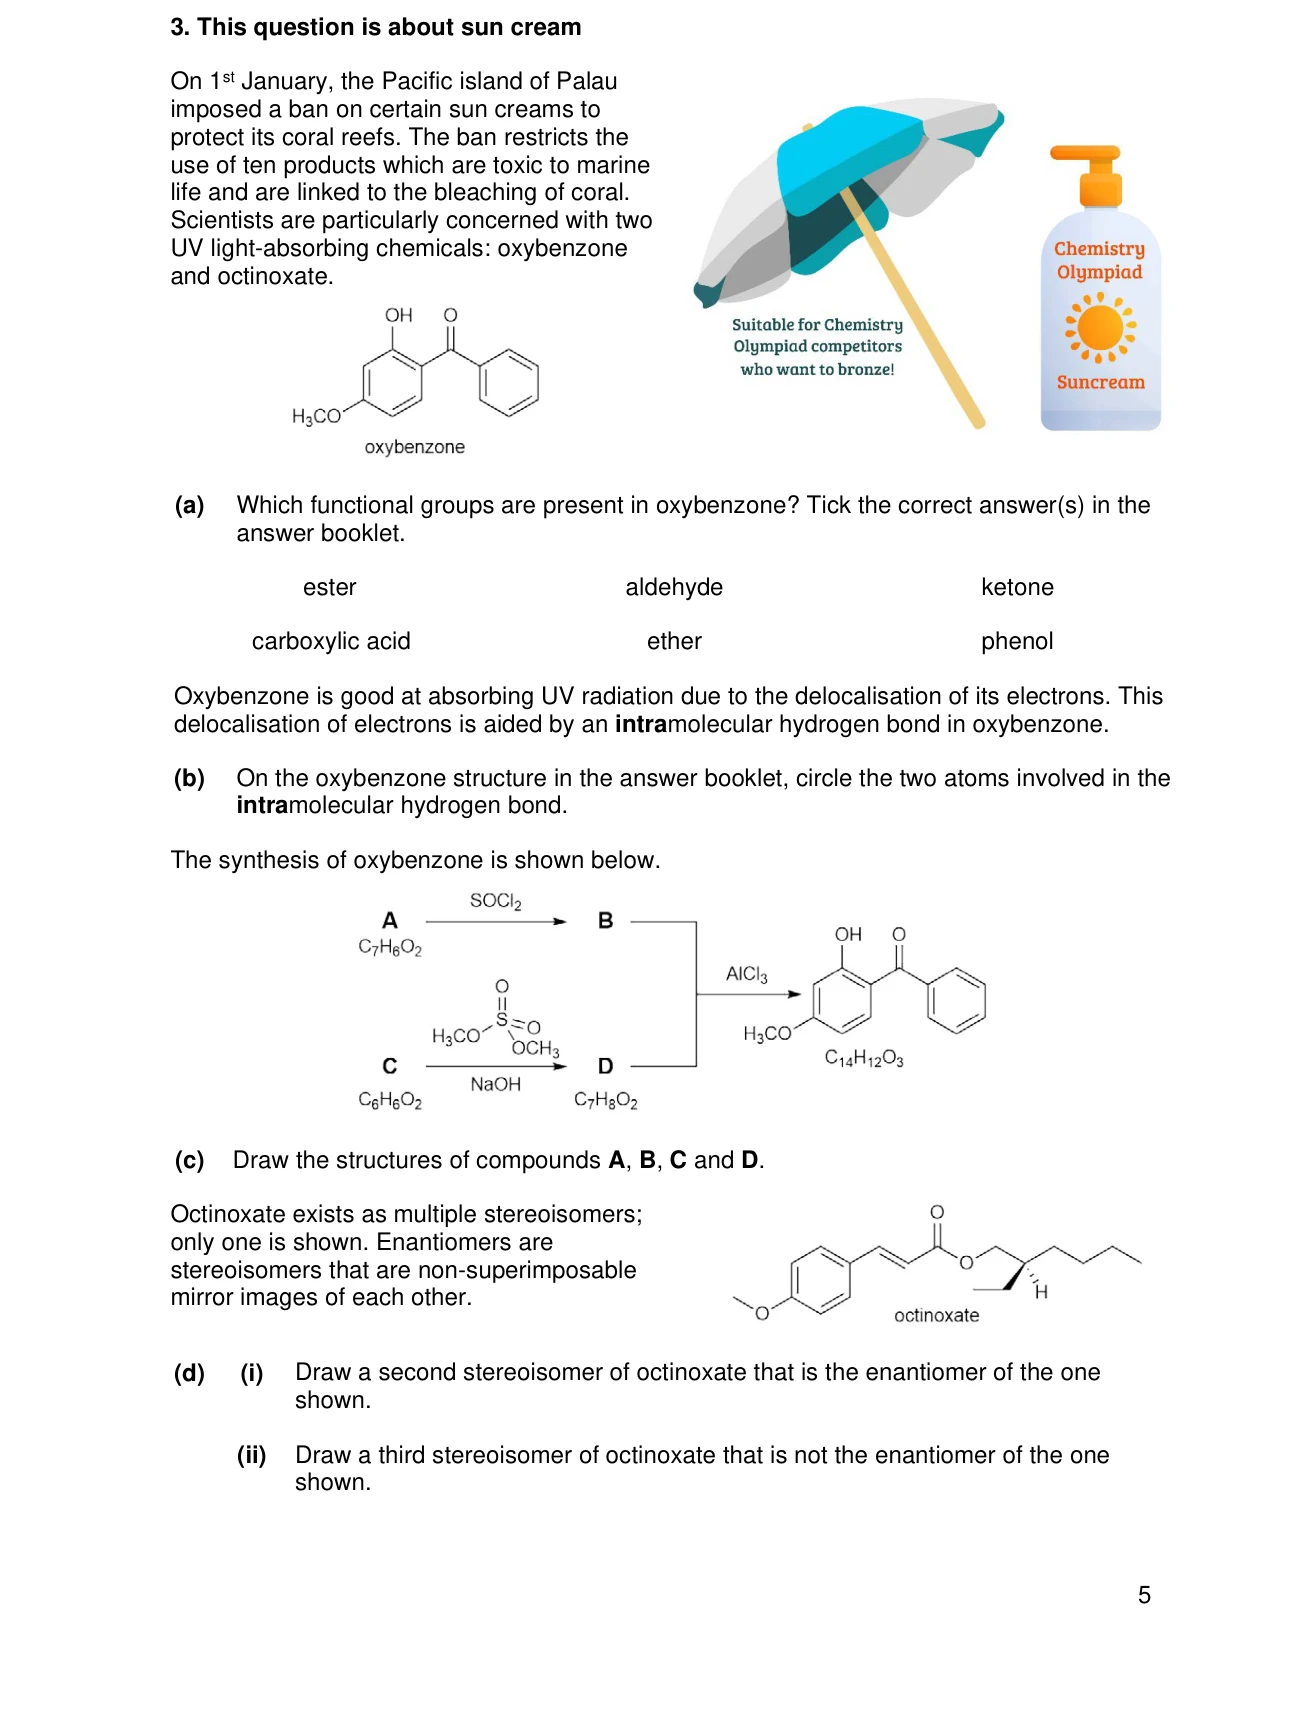 3. This question is about sun cream
On 1st January, the Pacific island of Palau
imposed a ban on certain sun creams to
protect its coral reefs. The ban restricts the
use of ten products which are toxic to marine
life and are linked to the bleaching of coral.
Scientists are particularly concerned with two
UV light-absorbing chemicals: oxybenzone
and octinoxate.
Suitable for Chemistry
Olympiad competitors
who want to bronze!
Chemistry
Olympiad
Suncream
OH O
H3CO
oxybenzone
(a) Which functional groups are present in oxybenzone? Tick the correct answer(s) in the
answer booklet.
ester aldehyde ketone
carboxylic acid ether phenol
Oxybenzone is good at absorbing UV radiation due to the delocalisation of its electrons. This
delocalisation of electrons is aided by an intramolecular hydrogen bond in oxybenzone.
(b) On the oxybenzone structure in the answer booklet, circle the two atoms involved in the
intramolecular hydrogen bond.
The synthesis of oxybenzone is shown below.
SOCl2
A B
C7H6O2
OH O
AlCl3
O
S O
H3CO
OCH3
H3CO
C14H12O3
C D
NaOH
C6H6O2 C7H8O2
(c) Draw the structures of compounds A, B, C and D.
Octinoxate exists as multiple stereoisomers;
only one is shown. Enantiomers are
stereoisomers that are non-superimposable
mirror images of each other.
O
O
H
O
octinoxate
(d) (i) Draw a second stereoisomer of octinoxate that is the enantiomer of the one
shown.
(ii) Draw a third stereoisomer of octinoxate that is not the enantiomer of the one
shown.
5